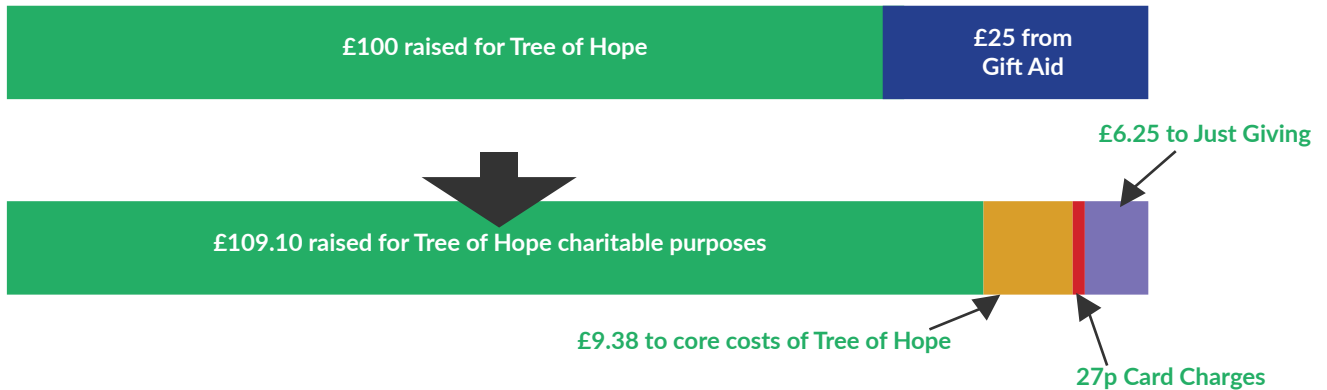 £100 raised for Tree of Hope
£25 from
Gift Aid
£6.25 to Just Giving
£109.10 raised for Tree of Hope charitable purposes
£9.38 to core costs of Tree of Hope
27p Card Charges